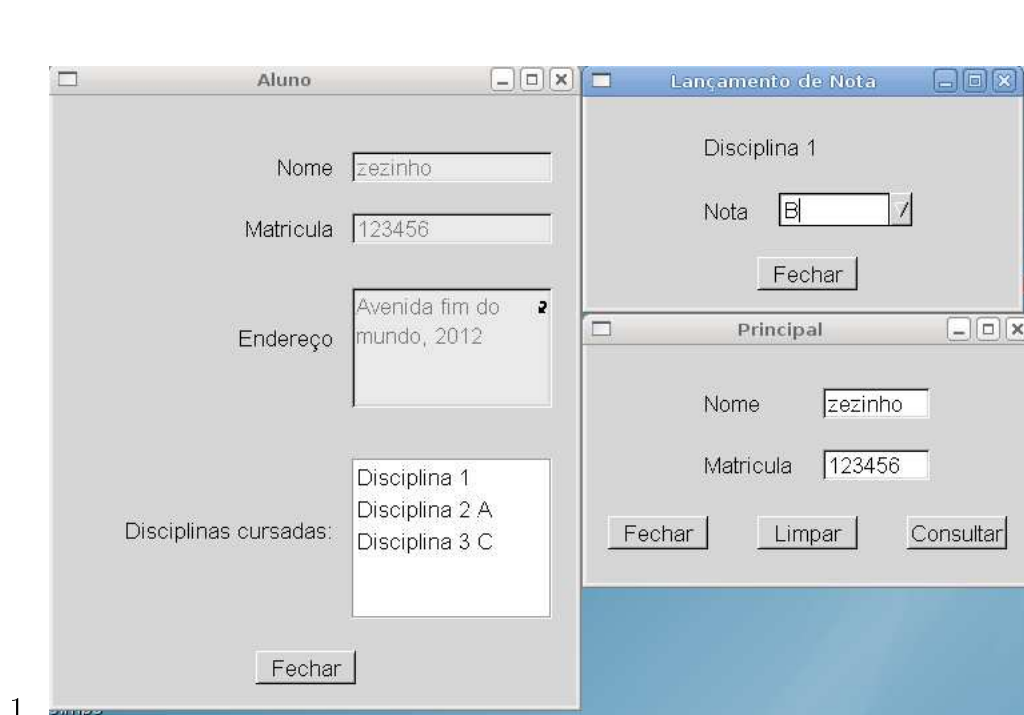 Aluno
Nome zezinho
Matricula 123456
Endereço
Avenida fim do
mundo, 2012
Disciplinas cursadas:
Disciplina 1
Disciplina 2 A
Disciplina 3 C
Fechar
Lançamento de Nota
Disciplina 1
Nota B
Fechar
Principal
Nome zezinho
Matricula 123456
Fechar Limpar Consultar
1